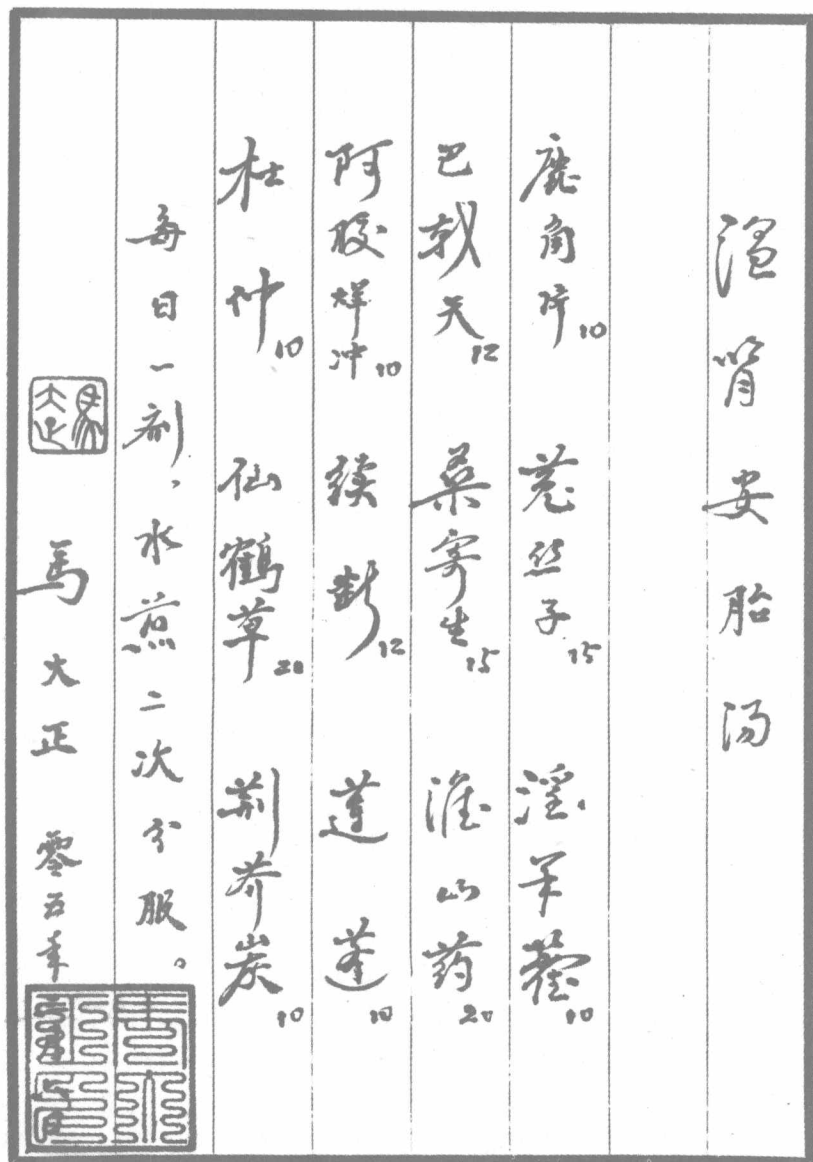 温肾安胎汤
鹿角片10 菟丝子15 淫羊藿10
巴戟天12 桑寄生15 淮山药20
阿胶烊冲10 续断12 莲蓬10
杜仲10 仙鹤草20 荆芥炭10
每日一剂，水煎二次分服。
马大正 零五年
马大正